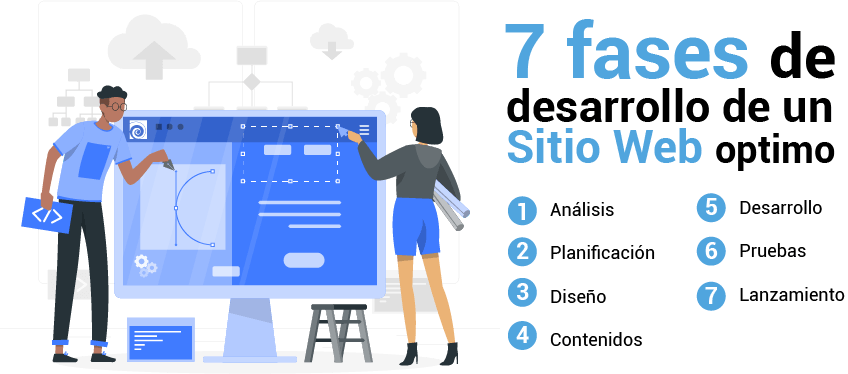 7 fases de
desarrollo de un
Sitio Web optimo
1 Análisis
2 Planificación
3 Diseño
4 Contenidos
5 Desarrollo
6 Pruebas
7 Lanzamiento
</>